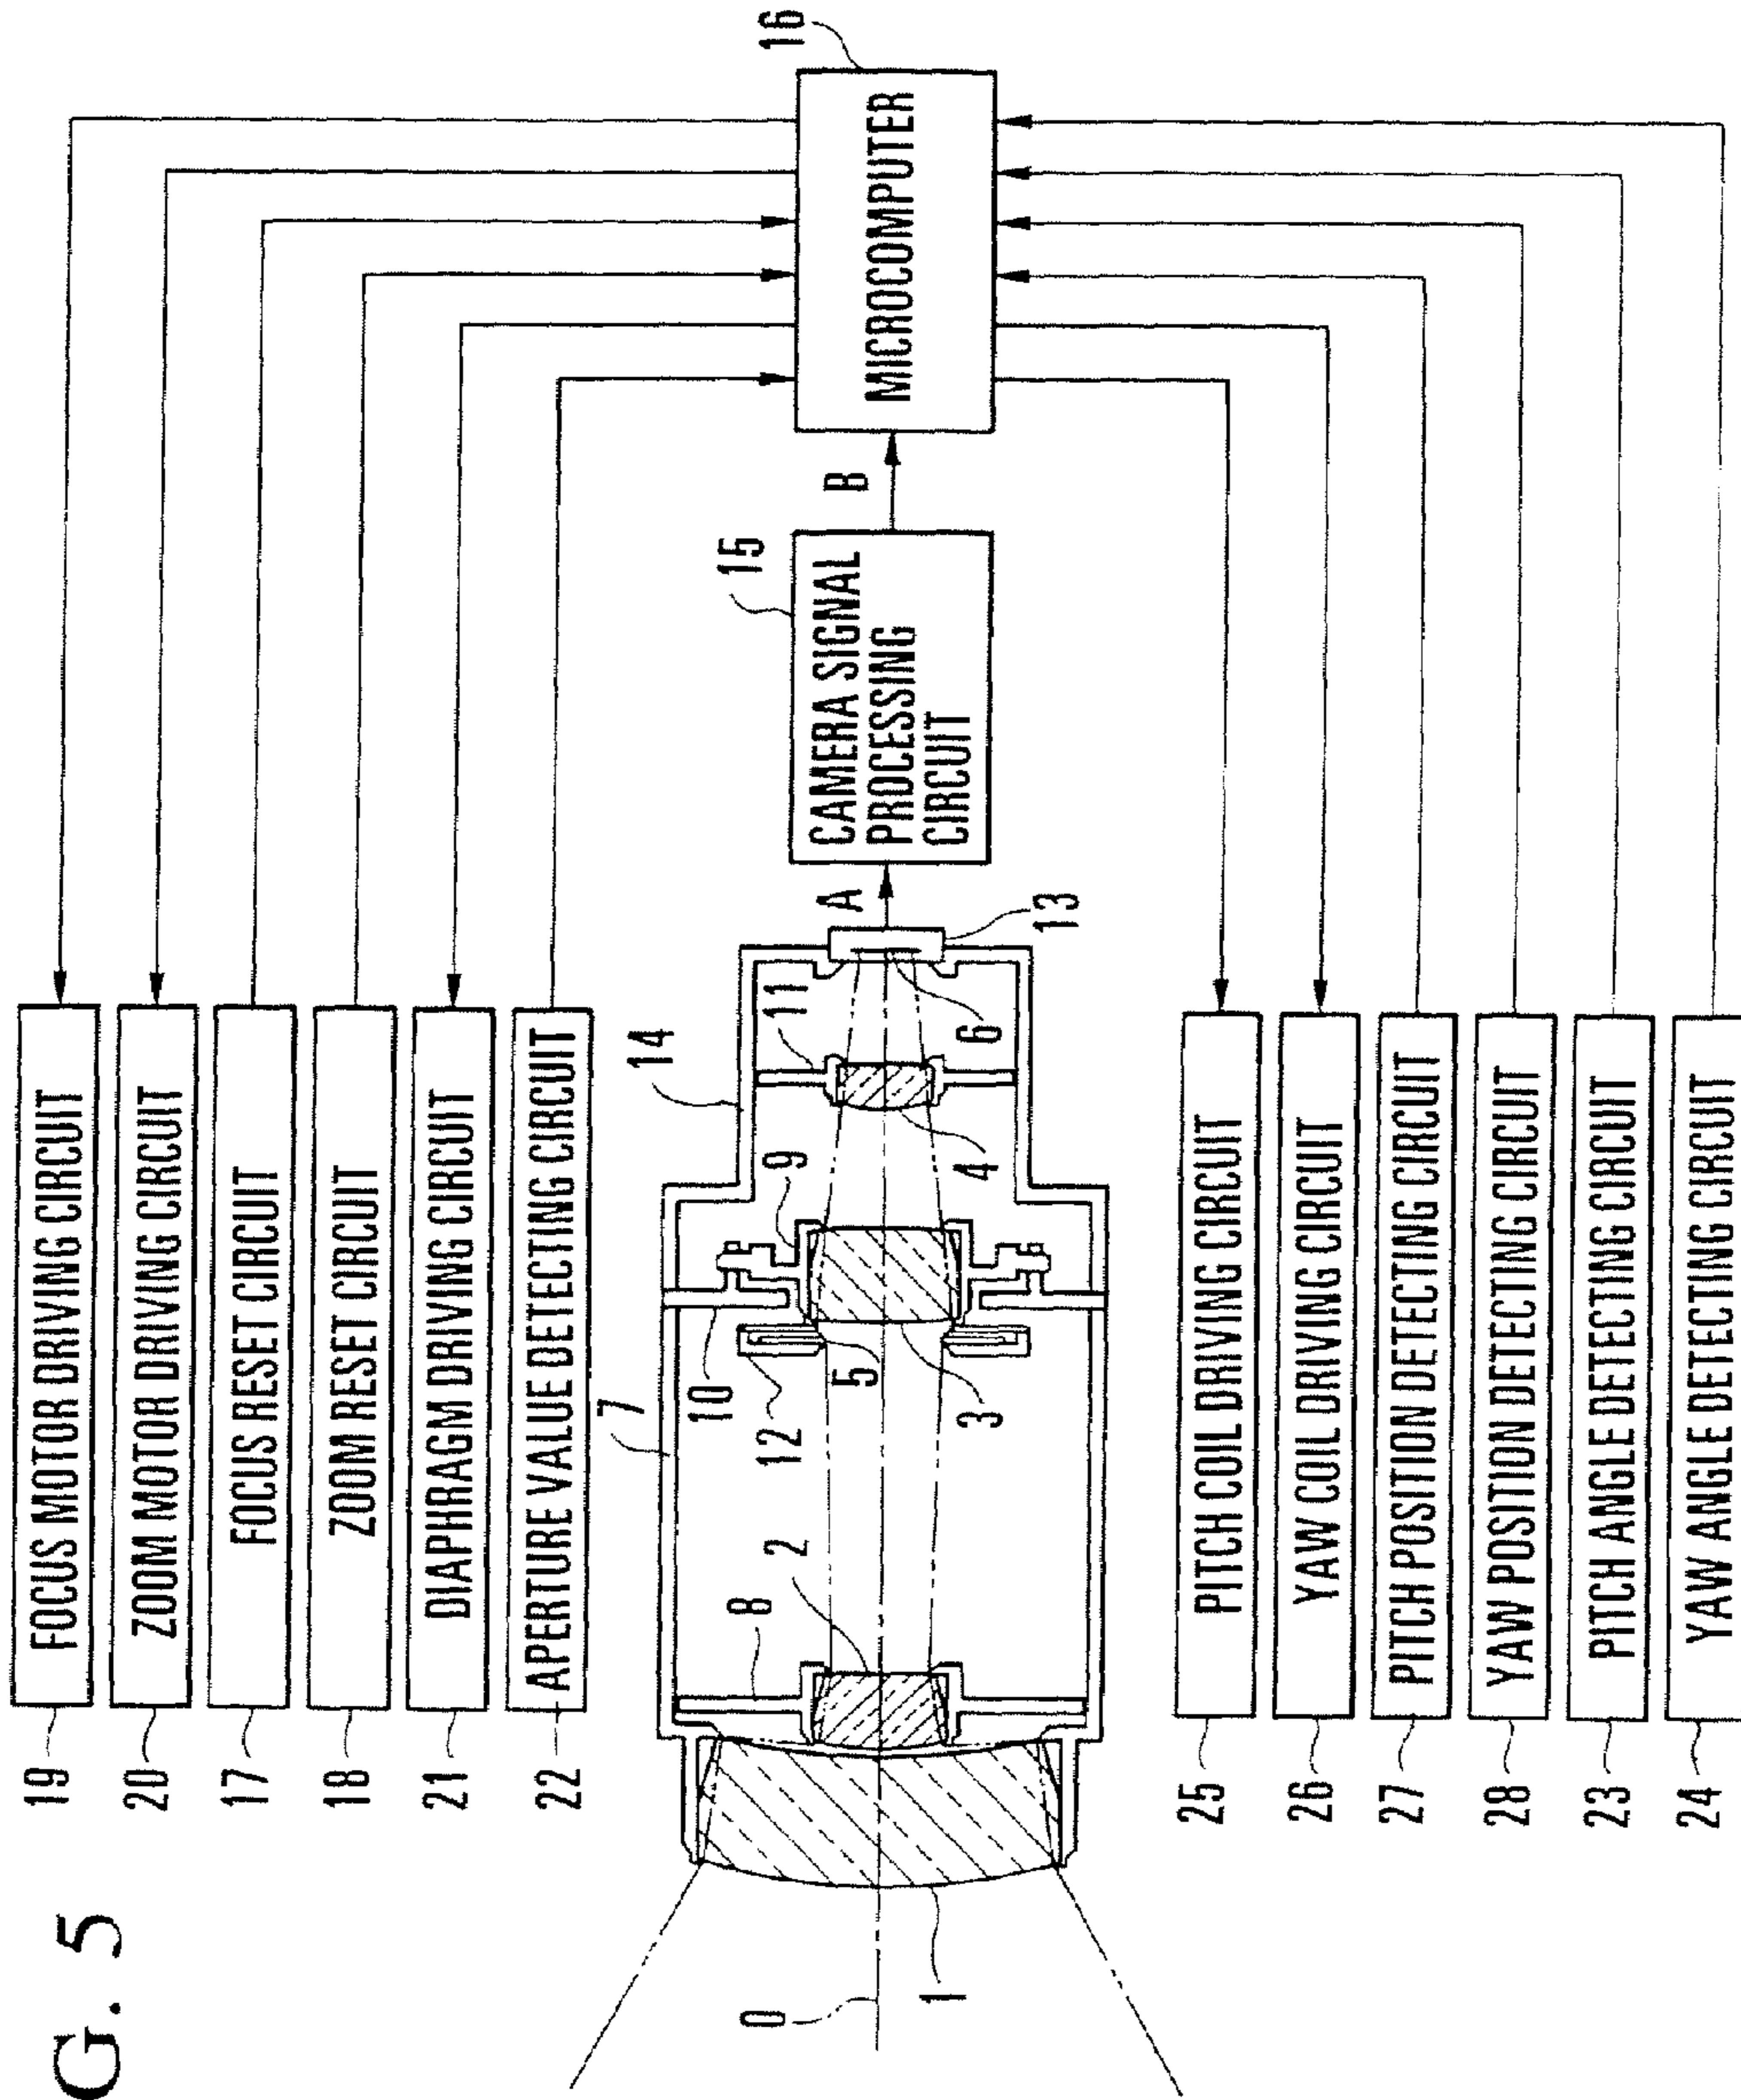 G. 5
19 FOCUS MOTOR DRIVING CIRCUIT
20 ZOOM MOTOR DRIVING CIRCUIT
17 FOCUS RESET CIRCUIT
18 ZOOM RESET CIRCUIT
21 DIAPHRAGM DRIVING CIRCUIT
22 APERTURE VALUE DETECTING CIRCUIT
7
14
8
2
10
12
9
11
5
3
4
6
13
0
1
A
15
CAMERA SIGNAL
PROCESSING
CIRCUIT
B
16
MICROCOMPUTER
25 PITCH COIL DRIVING CIRCUIT
26 YAW COIL DRIVING CIRCUIT
27 PITCH POSITION DETECTING CIRCUIT
28 YAW POSITION DETECTING CIRCUIT
23 PITCH ANGLE DETECTING CIRCUIT
24 YAW ANGLE DETECTING CIRCUIT